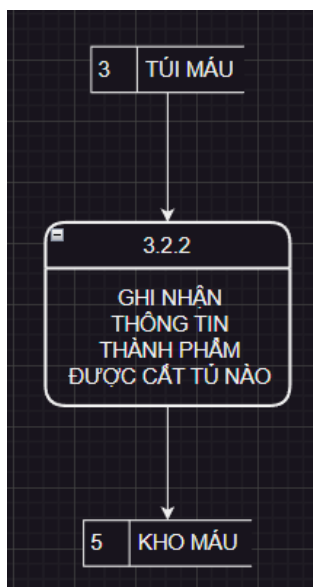 3 TÚI MÁU
3.2.2
GHI NHẬN
THÔNG TIN
THÀNH PHẨM
ĐƯỢC CẤT TỦ NÀO
5 KHO MÁU